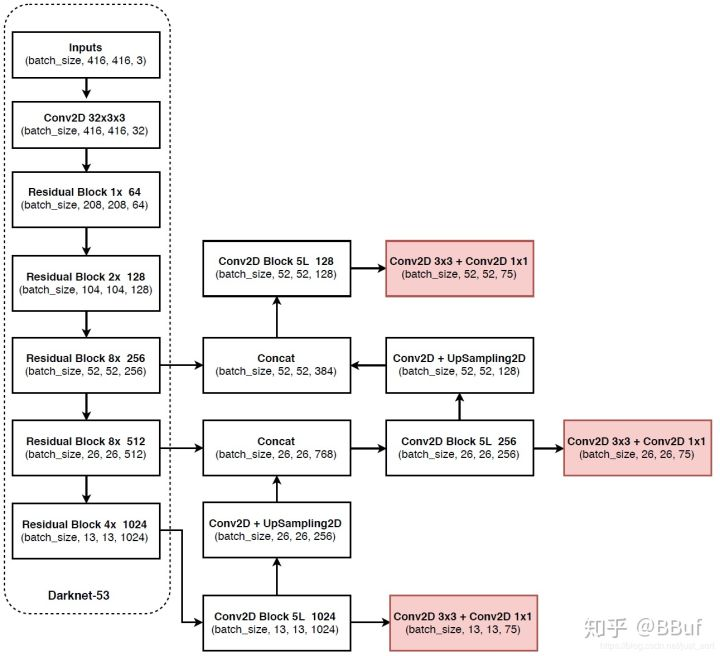 Inputs
(batch_size, 416, 416, 3)
Conv2D 32x3x3
(batch_size, 416, 416, 32)
Residual Block 1x 64
(batch_size, 208, 208, 64)
Residual Block 2x 128
(batch_size, 104, 104, 128)
Residual Block 8x 256
(batch_size, 52, 52, 256)
Residual Block 8x 512
(batch_size, 26, 26, 512)
Residual Block 4x 1024
(batch_size, 13, 13, 1024)
Darknet-53
Conv2D Block 5L 128
(batch_size, 52, 52, 128)
Conv2D 3x3 + Conv2D 1x1
(batch_size, 52, 52, 75)
Concat
(batch_size, 52, 52, 384)
Conv2D + UpSampling2D
(batch_size, 52, 52, 128)
Concat
(batch_size, 26, 26, 768)
Conv2D Block 5L 256
(batch_size, 26, 26, 256)
Conv2D 3x3 + Conv2D 1x1
(batch_size, 26, 26, 75)
Conv2D + UpSampling2D
(batch_size, 26, 26, 256)
Conv2D Block 5L 1024
(batch_size, 13, 13, 1024)
Conv2D 3x3 + Conv2D 1x1
(batch_size, 13, 13, 75)
知乎 @BBuf
https://blog.csdn.net/just_sort